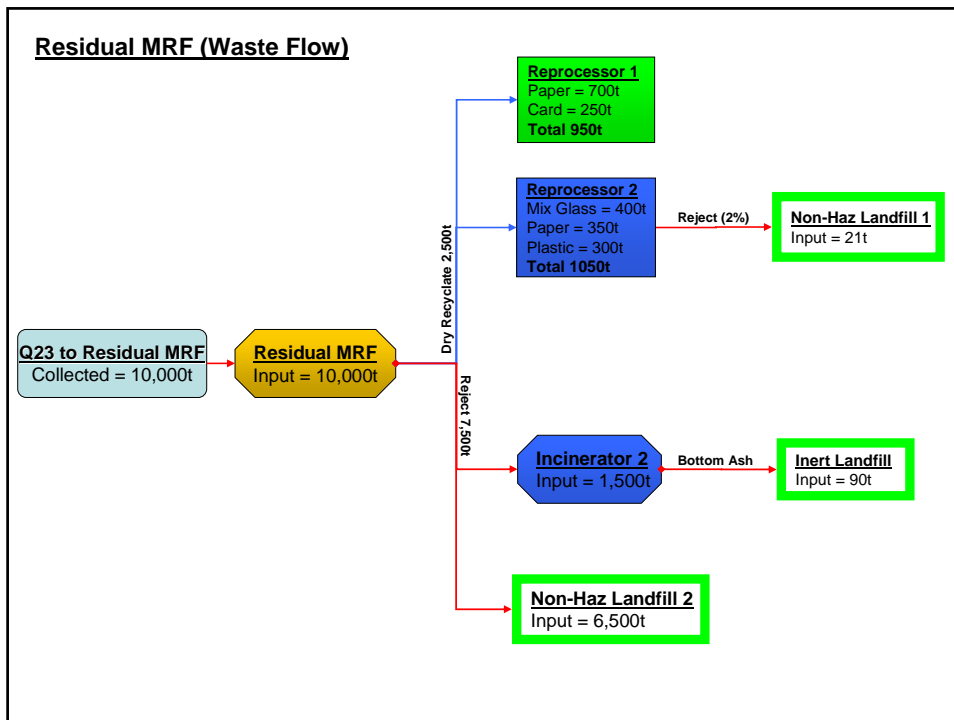 Residual MRF (Waste Flow)
Reprocessor 1
Paper = 700t
Card = 250t
Total 950t
Reprocessor 2
Mix Glass = 400t
Paper = 350t
Plastic = 300t
Total 1050t
Reject (2%)
Non-Haz Landfill 1
Input = 21t
Dry Recyclate 2,500t
Q23 to Residual MRF
Collected = 10,000t
Residual MRF
Input = 10,000t
Reject 7,500t
Incinerator 2
Input = 1,500t
Bottom Ash
Inert Landfill
Input = 90t
Non-Haz Landfill 2
Input = 6,500t